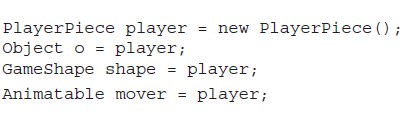 PlayerPiece player = new PlayerPiece();
Object o = player;
GameShape shape = player;
Animatable mover = player;